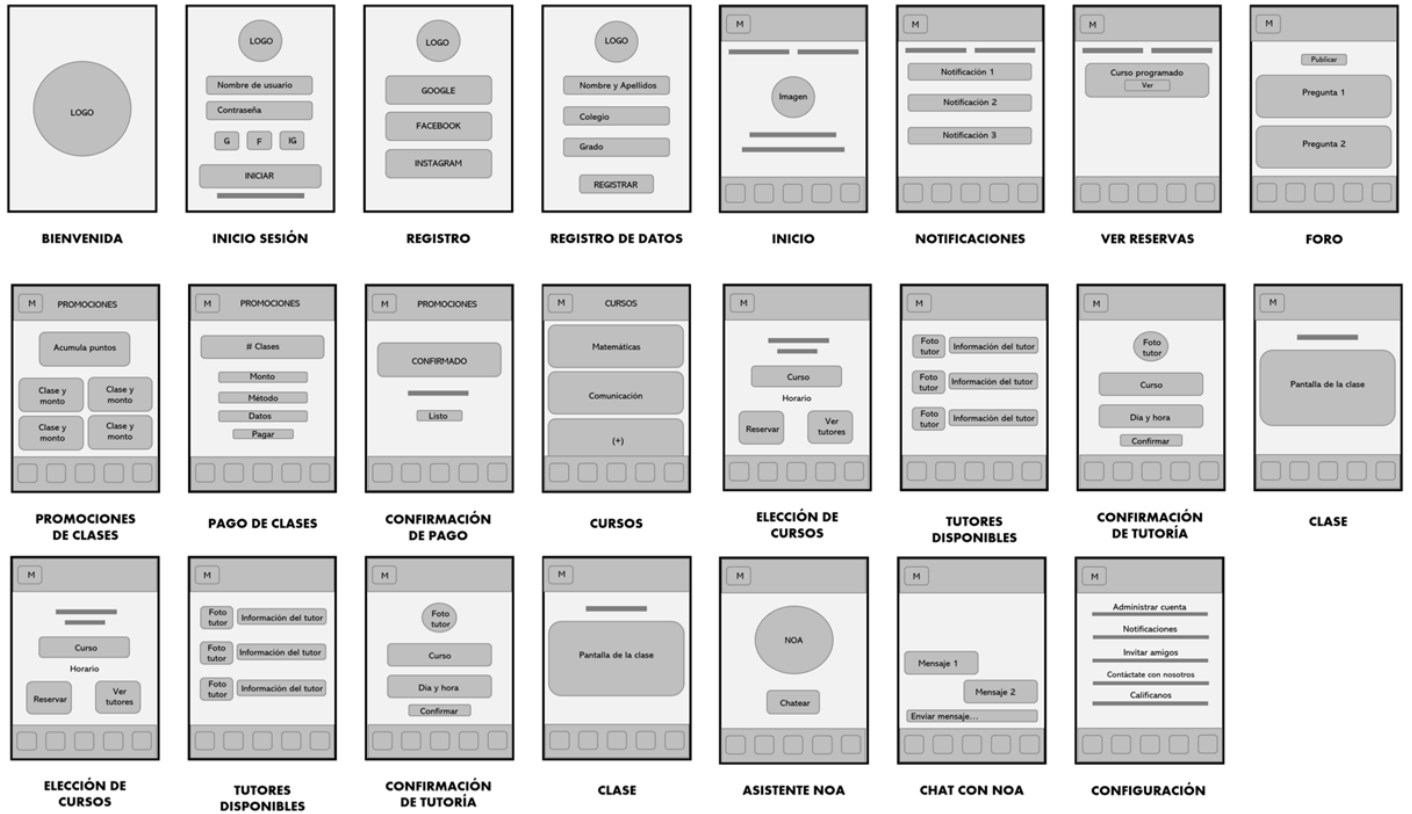 LOGO
BIENVENIDA
LOGO
Nombre de usuario
Contraseña
G
F
IG
INICIAR
INICIO SESIÓN
LOGO
GOOGLE
FACEBOOK
INSTAGRAM
REGISTRO
LOGO
Nombre y Apellidos
Colegio
Grado
REGISTRAR
REGISTRO DE DATOS
M
Imagen
INICIO
M
Notificación 1
Notificación 2
Notificación 3
NOTIFICACIONES
M
Curso programado
Ver
VER RESERVAS
M
Publicar
Pregunta 1
Pregunta 2
FORO
M
PROMOCIONES
Acumula puntos
Clase y
monto
Clase y
monto
Clase y
monto
Clase y
monto
PROMOCIONES
DE CLASES
M
PROMOCIONES
# Clases
Monto
Método
Datos
Pagar
PAGO DE CLASES
M
PROMOCIONES
CONFIRMADO
Listo
CONFIRMACIÓN
DE PAGO
M
CURSOS
Matemáticas
Comunicación
(+)
CURSOS
M
Curso
Horario
Reservar
Ver
tutores
ELECCIÓN DE
CURSOS
M
Foto
tutor
Información del tutor
Foto
tutor
Información del tutor
Foto
tutor
Información del tutor
TUTORES
DISPONIBLES
M
Foto
tutor
Curso
Día y hora
Confirmar
CONFIRMACIÓN
DE TUTORÍA
M
Pantalla de la clase
CLASE
M
Curso
Horario
Reservar
Ver
tutores
ELECCIÓN DE
CURSOS
M
Foto
tutor
Información del tutor
Foto
tutor
Información del tutor
Foto
tutor
Información del tutor
TUTORES
DISPONIBLES
M
Foto
tutor
Curso
Día y hora
Confirmar
CONFIRMACIÓN
DE TUTORÍA
M
Pantalla de la clase
CLASE
M
NOA
Chatear
ASISTENTE NOA
M
Mensaje 1
Mensaje 2
Enviar mensaje...
CHAT CON NOA
M
Administrar cuenta
Notificaciones
Invitar amigos
Contáctate con nosotros
Calificanos
CONFIGURACIÓN